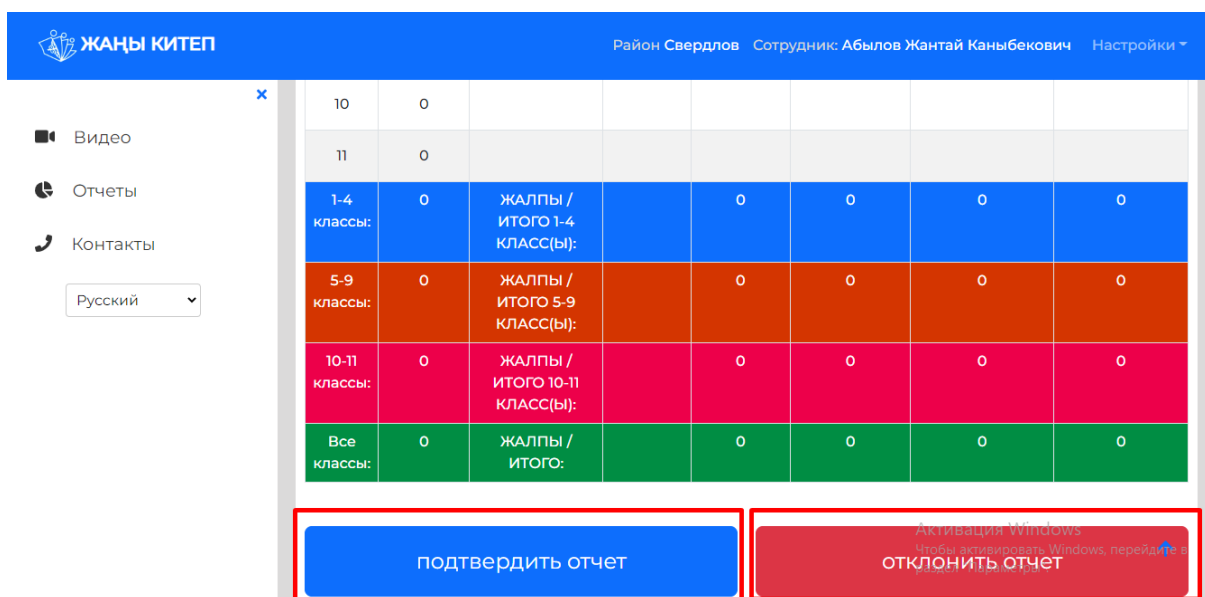 ЖАҢЫ КИТЕП
Район Свердлов Сотрудник: Абылов Жантай Каныбекович Настройки
×
Видео
Отчеты
Контакты
Русский
10 0
11 0
1-4 классы: 0 ЖАЛПЫ / ИТОГО 1-4 КЛАСС(Ы): 0 0 0 0
5-9 классы: 0 ЖАЛПЫ / ИТОГО 5-9 КЛАСС(Ы): 0 0 0 0
10-11 классы: 0 ЖАЛПЫ / ИТОГО 10-11 КЛАСС(Ы): 0 0 0 0
Все классы: 0 ЖАЛПЫ / ИТОГО: 0 0 0 0
подтвердить отчет
отклонить отчет
Активация Windows
Чтобы активировать Windows, перейдите в
раздел "Параметры".